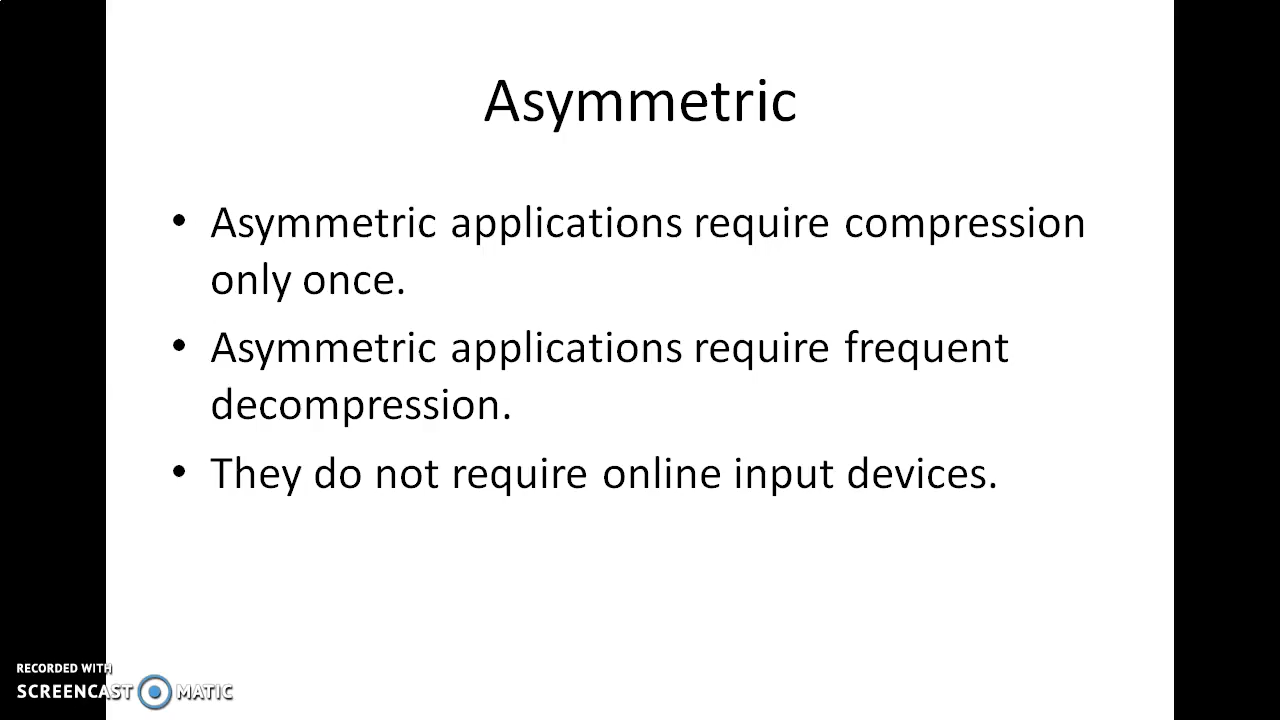 Asymmetric
• Asymmetric applications require compression
only once.
• Asymmetric applications require frequent
decompression.
• They do not require online input devices.
RECORDED WITH
SCREENCAST MATIC